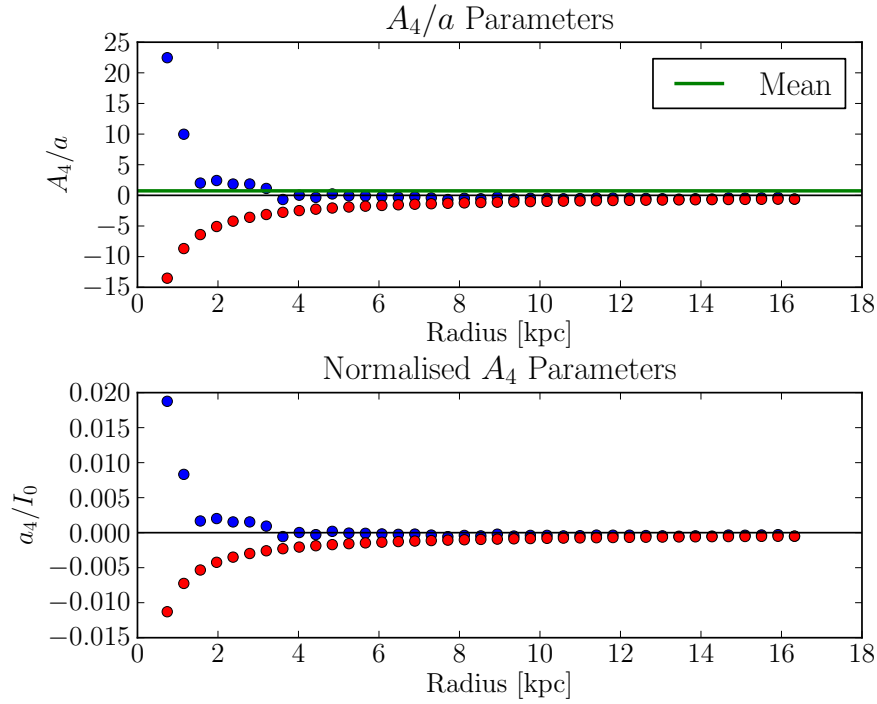 A₄/a Parameters
25
20
15
10
5
0
−5
−10
−15
A₄/a
Mean
0 2 4 6 8 10 12 14 16 18
Radius [kpc]
Normalised A₄ Parameters
0.020
0.015
0.010
0.005
0.000
−0.005
−0.010
−0.015
a₄/I₀
0 2 4 6 8 10 12 14 16 18
Radius [kpc]